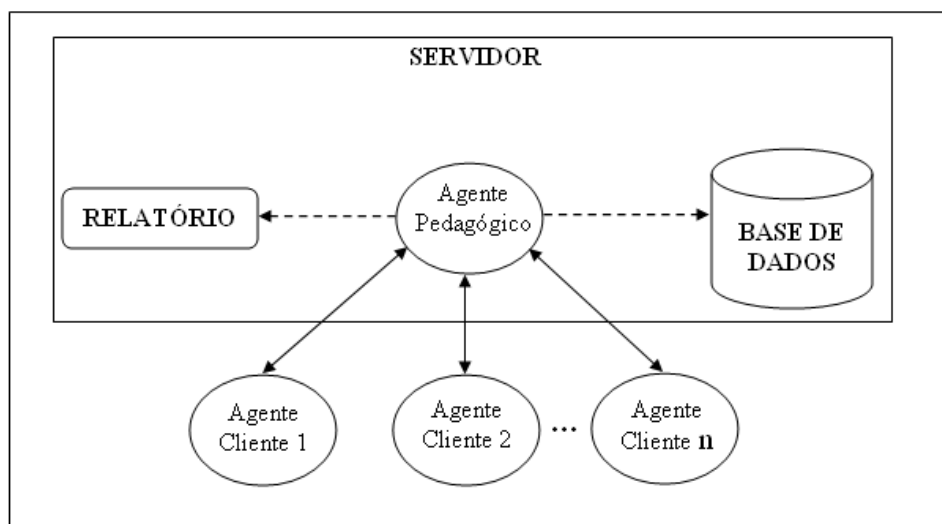 SERVIDOR
Agente
Pedagógico
RELATÓRIO
BASE DE
DADOS
Agente
Cliente 1
Agente
Cliente 2
...
Agente
Cliente n